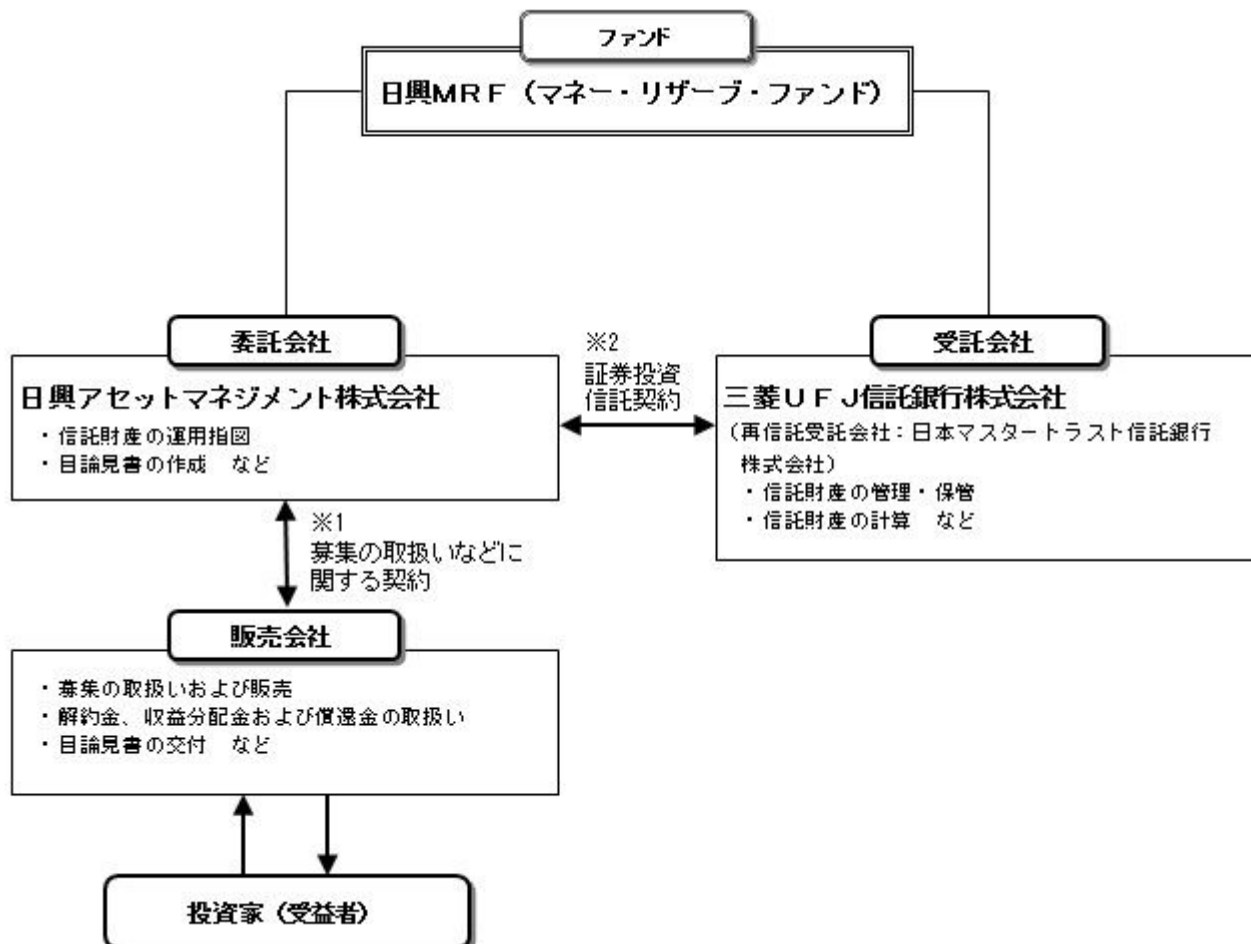 ファンド
日興MRF（マネー・リザーブ・ファンド）
委託会社
日興アセットマネジメント株式会社
・信託財産の運用指図
・目論見書の作成　など
※2
証券投資
信託契約
受託会社
三菱UFJ信託銀行株式会社
（再信託受託会社：日本マスタートラスト信託銀行
株式会社）
・信託財産の管理・保管
・信託財産の計算　など
※1
募集の取扱いなどに
関する契約
販売会社
・募集の取扱いおよび販売
・解約金、収益分配金および償還金の取扱い
・目論見書の交付　など
投資家（受益者）